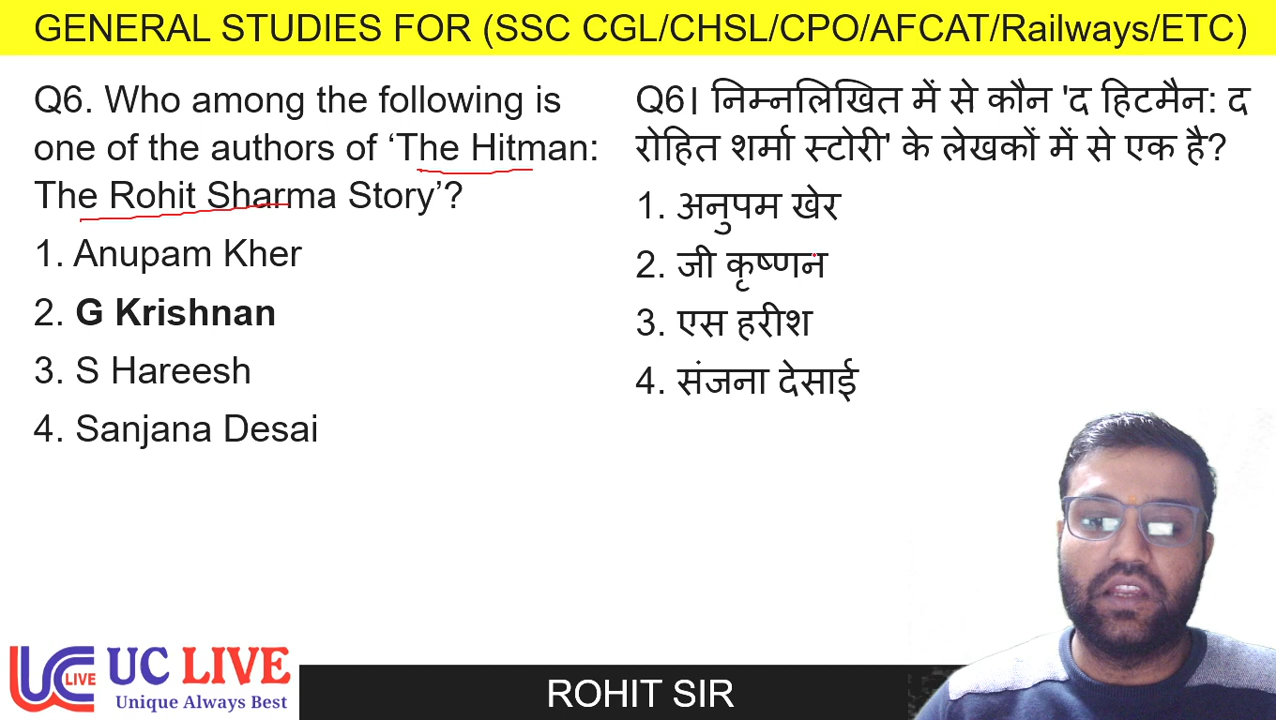 GENERAL STUDIES FOR (SSC CGL/CHSL/CPO/AFCAT/Railways/ETC)
Q6. Who among the following is
one of the authors of ‘The Hitman:
The Rohit Sharma Story’?
1. Anupam Kher
2. G Krishnan
3. S Hareesh
4. Sanjana Desai
Q6। निम्नलिखित में से कौन 'द हिटमैन: द
रोहित शर्मा स्टोरी' के लेखकों में से एक है?
1. अनुपम खेर
2. जी कृष्णन
3. एस हरीश
4. संजना देसाई
UC LIVE UC LIVE
Unique Always Best
ROHIT SIR